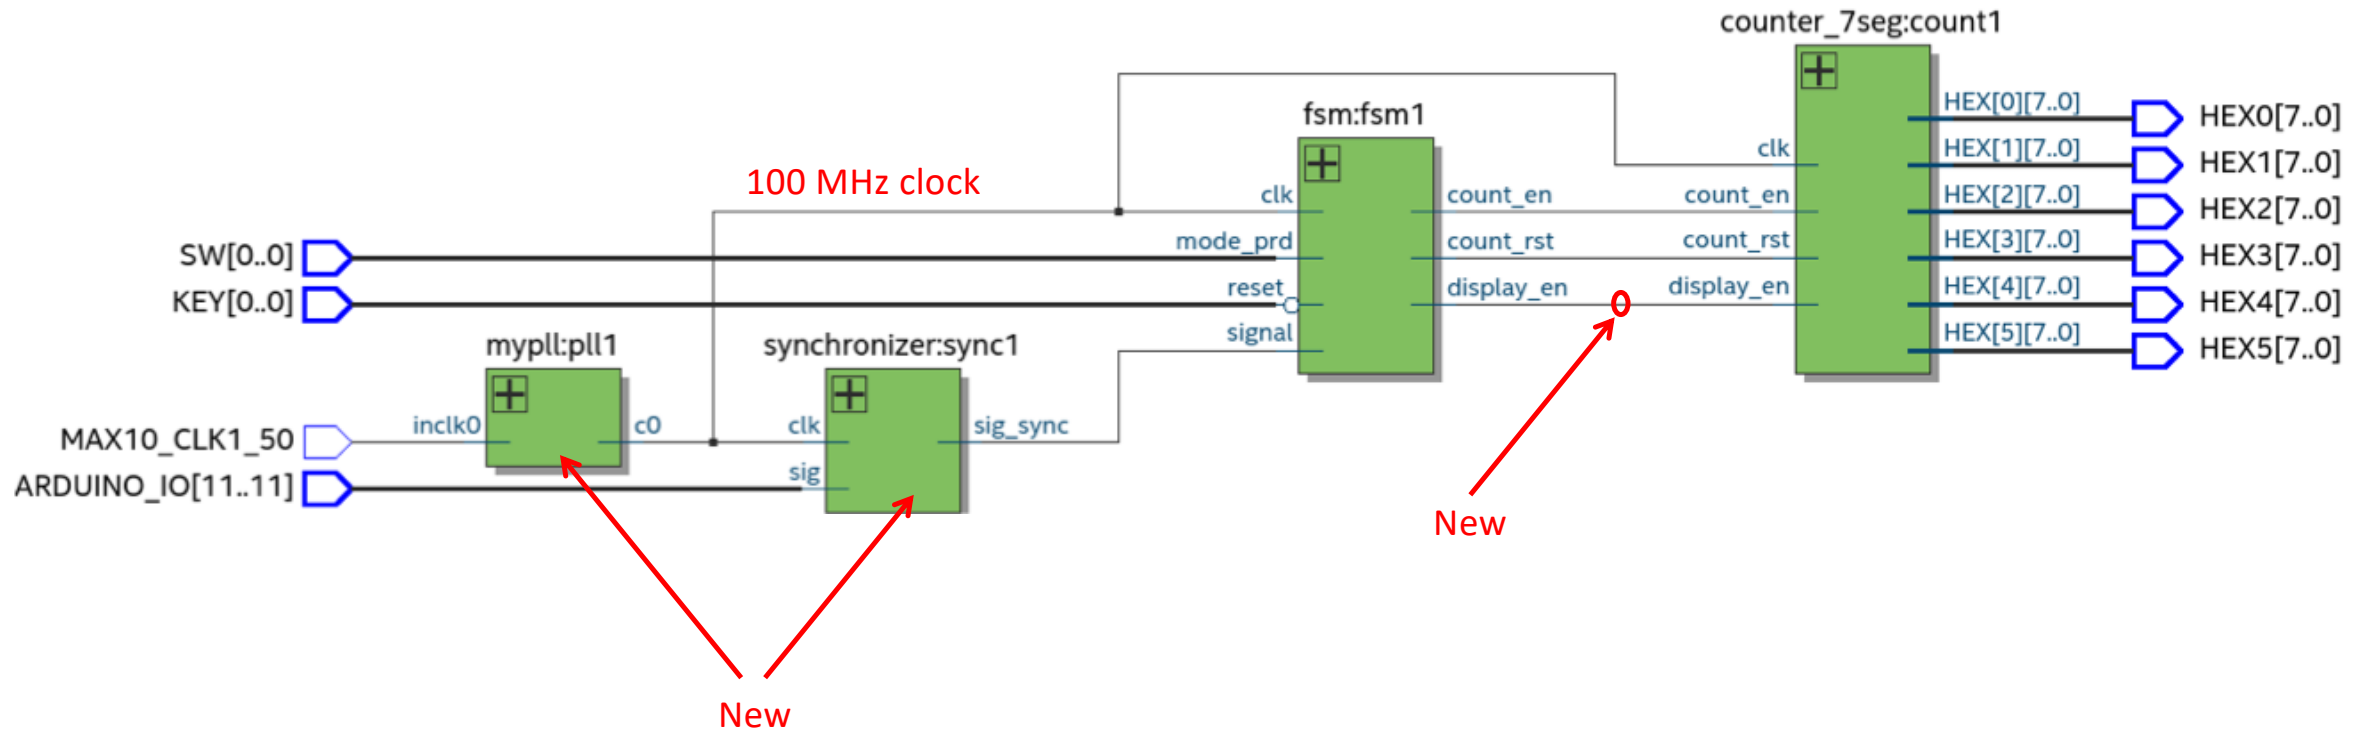 counter_7seg:count1
HEX[0][7..0]
HEX0[7..0]
fsm:fsm1
clk
HEX[1][7..0]
HEX1[7..0]
100 MHz clock
clk
count_en
count_en
HEX[2][7..0]
HEX2[7..0]
SW[0..0]
mode_prd
count_rst
count_rst
HEX[3][7..0]
HEX3[7..0]
KEY[0..0]
reset
display_en
display_en
HEX[4][7..0]
HEX4[7..0]
signal
HEX[5][7..0]
HEX5[7..0]
mypll:pll1
synchronizer:sync1
MAX10_CLK1_50
inclk0
c0
clk
sig_sync
ARDUINO_IO[11..11]
sig
New
New